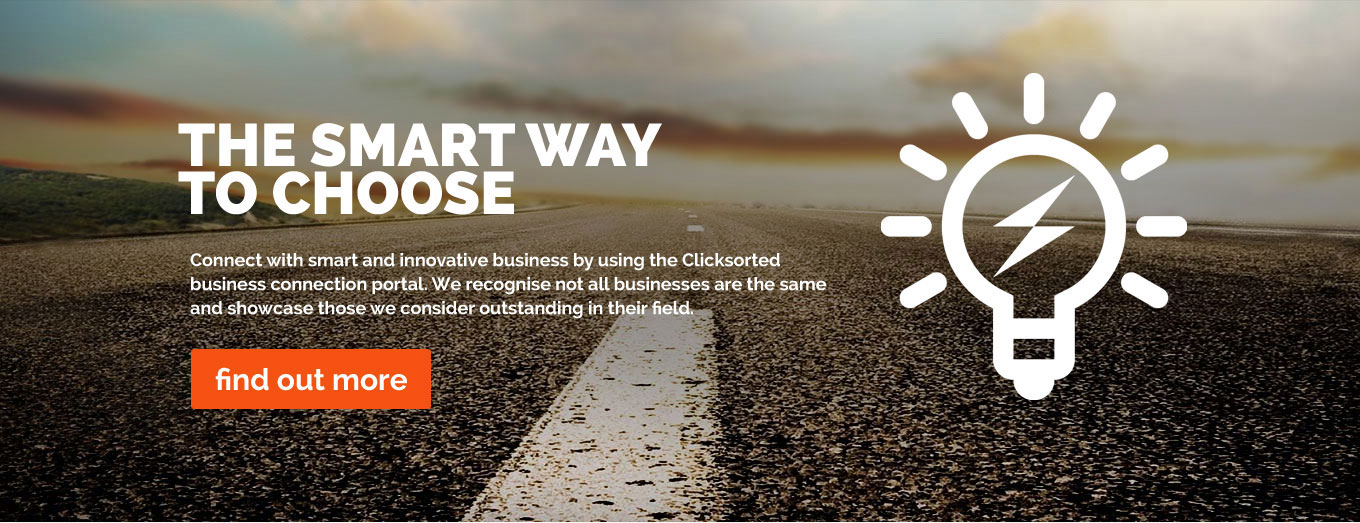 THE SMART WAY
TO CHOOSE
Connect with smart and innovative business by using the Clicksorted
business connection portal. We recognise not all businesses are the same
and showcase those we consider outstanding in their field.
find out more